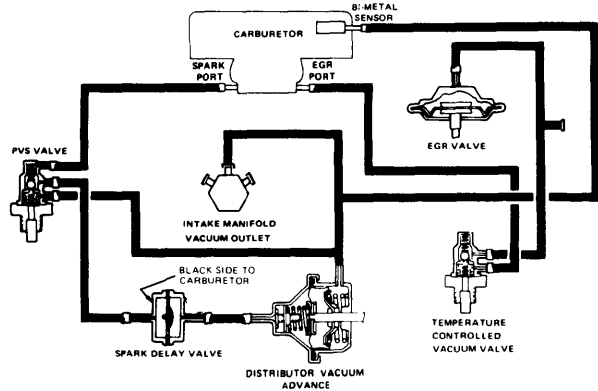 BI-METAL
SENSOR
CARBURETOR
SPARK
PORT
EGR
PORT
PVS VALVE
EGR VALVE
INTAKE MANIFOLD
VACUUM OUTLET
BLACK SIDE TO
CARBURETOR
SPARK DELAY VALVE
DISTRIBUTOR VACUUM
ADVANCE
TEMPERATURE
CONTROLLED
VACUUM VALVE